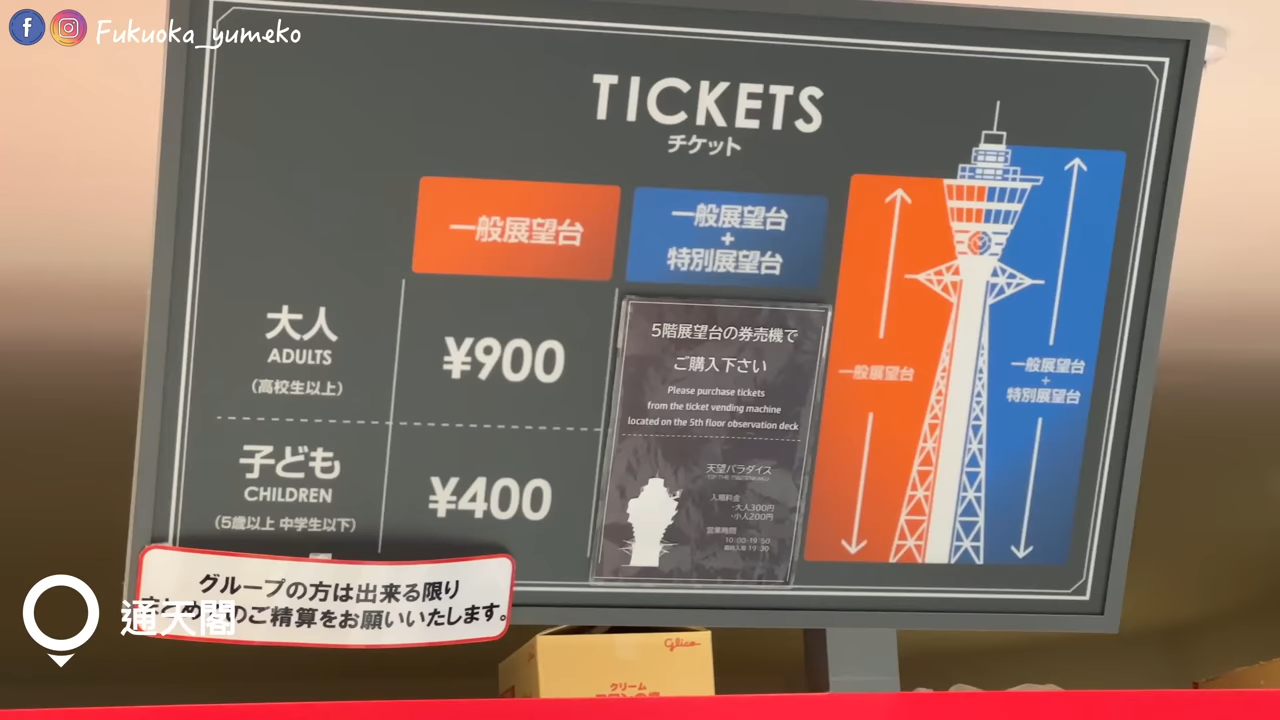 Fukuoka_yumeko
TICKETS
チケット
一般展望台
一般展望台
+
特別展望台
大人
ADULTS
(高校生以上)
¥900
子ども
CHILDREN
(5歳以上 中学生以下)
¥400
5階展望台の券売機で
ご購入下さい
Please purchase tickets
from the ticket vending machine
located on the 5th floor observation deck
天望パラダイス
入場料金
・大人300円
・小人200円
営業時間
10:00-19:50
最終入場 19:30
一般展望台
一般展望台
+
特別展望台
グループの方は出来る限り
のご精算をお願いいたします。
通天閣
Glico
クリーム